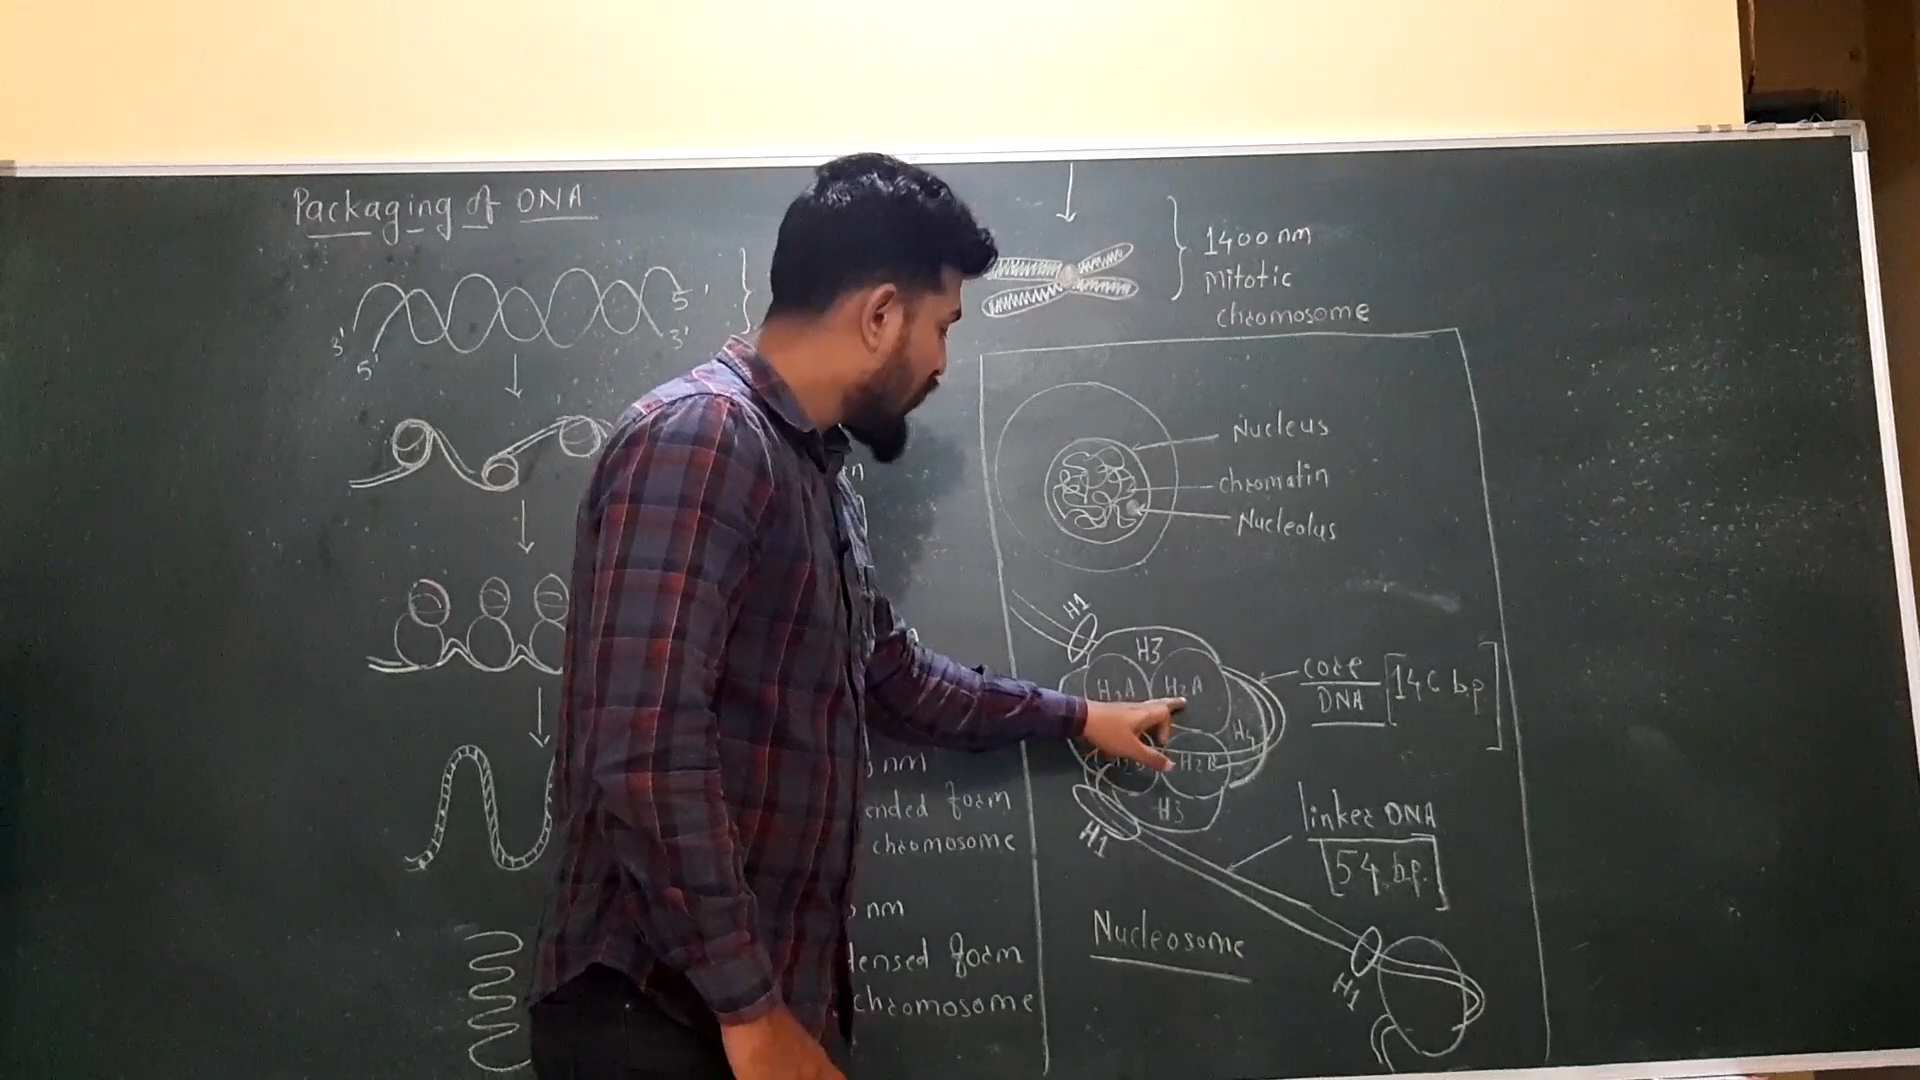 Packaging of DNA
5'
3'
3'
5'
1400 nm
mitotic
chromosome
Nucleus
chromatin
Nucleolus
nm
ended form
chromosome
nm
densed form
chromosome
H1
H3
H2A
H2A
H4
H2B
H3
H1
core
DNA
[146 b.p]
linker DNA
[54 b.p.]
Nucleosome
H1